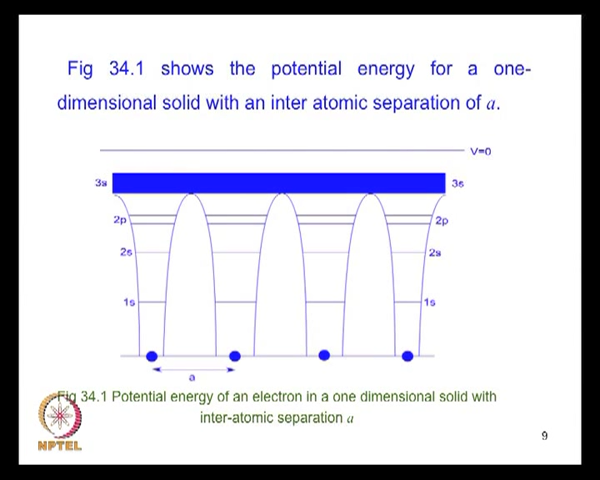 Fig 34.1 shows the potential energy for a one-
dimensional solid with an inter atomic separation of a.
V=0
3s 3s
2p 2p
2s 2s
1s 1s
a
Fig 34.1 Potential energy of an electron in a one dimensional solid with
inter-atomic separation a
NPTEL
9